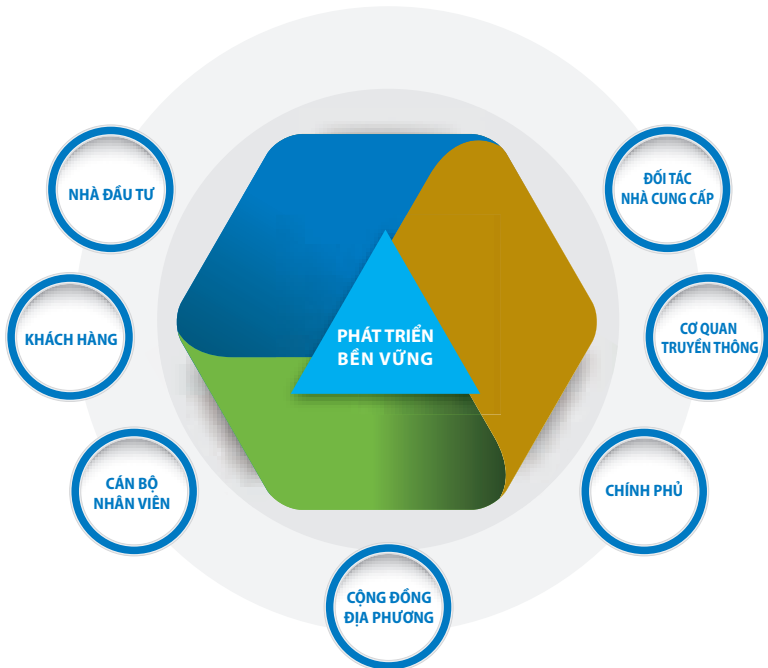 NHÀ ĐẦU TƯ
ĐỐI TÁC
NHÀ CUNG CẤP
KHÁCH HÀNG
PHÁT TRIỂN
BỀN VỮNG
CƠ QUAN
TRUYỀN THÔNG
CÁN BỘ
NHÂN VIÊN
CHÍNH PHỦ
CỘNG ĐỒNG
ĐỊA PHƯƠNG